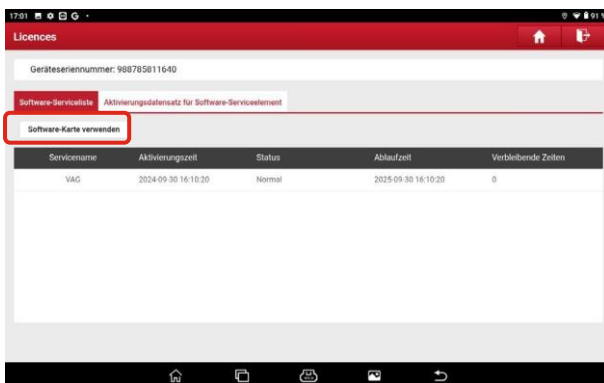 17:01 G · 91 %
Licences
Geräteseriennummer: 988785811640
Software-Serviceliste Aktivierungsdatensatz für Software-Serviceelement
Software-Karte verwenden
Servicename Aktivierungszeit Status Ablaufzeit Verbleibende Zeiten
VAG 2024-09-30 16:10:20 Normal 2025-09-30 16:10:20 0